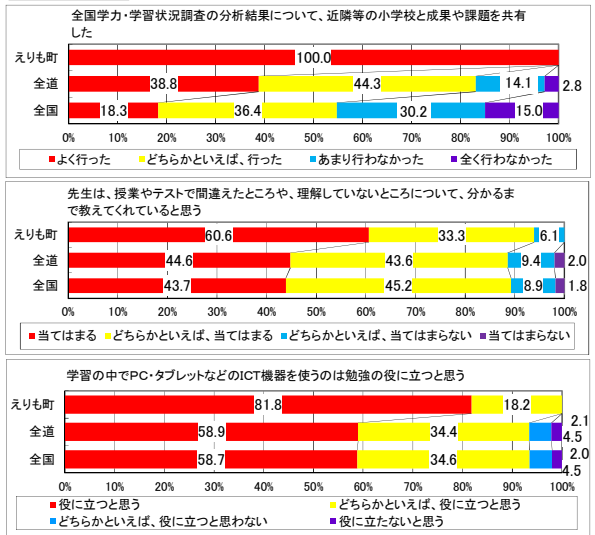 全国学力・学習状況調査の分析結果について、近隣等の小学校と成果や課題を共有
した
えりも町 100.0
全道 38.8 44.3 14.1 2.8
全国 18.3 36.4 30.2 15.0
0% 10% 20% 30% 40% 50% 60% 70% 80% 90% 100%
よく行った どちらかといえば、行った あまり行わなかった 全く行わなかった
先生は、授業やテストで間違えたところや、理解していないところについて、分かるま
で教えてくれていると思う
えりも町 60.6 33.3 6.1
全道 44.6 43.6 9.4 2.0
全国 43.7 45.2 8.9 1.8
0% 10% 20% 30% 40% 50% 60% 70% 80% 90% 100%
当てはまる どちらかといえば、当てはまる どちらかといえば、当てはまらない 当てはまらない
学習の中でPC・タブレットなどのICT機器を使うのは勉強の役に立つと思う
えりも町 81.8 18.2
全道 58.9 34.4 4.5 2.1
全国 58.7 34.6 4.5 2.0
0% 10% 20% 30% 40% 50% 60% 70% 80% 90% 100%
役に立つと思う どちらかといえば、役に立つと思う
どちらかといえば、役に立つと思わない 役に立たないと思う